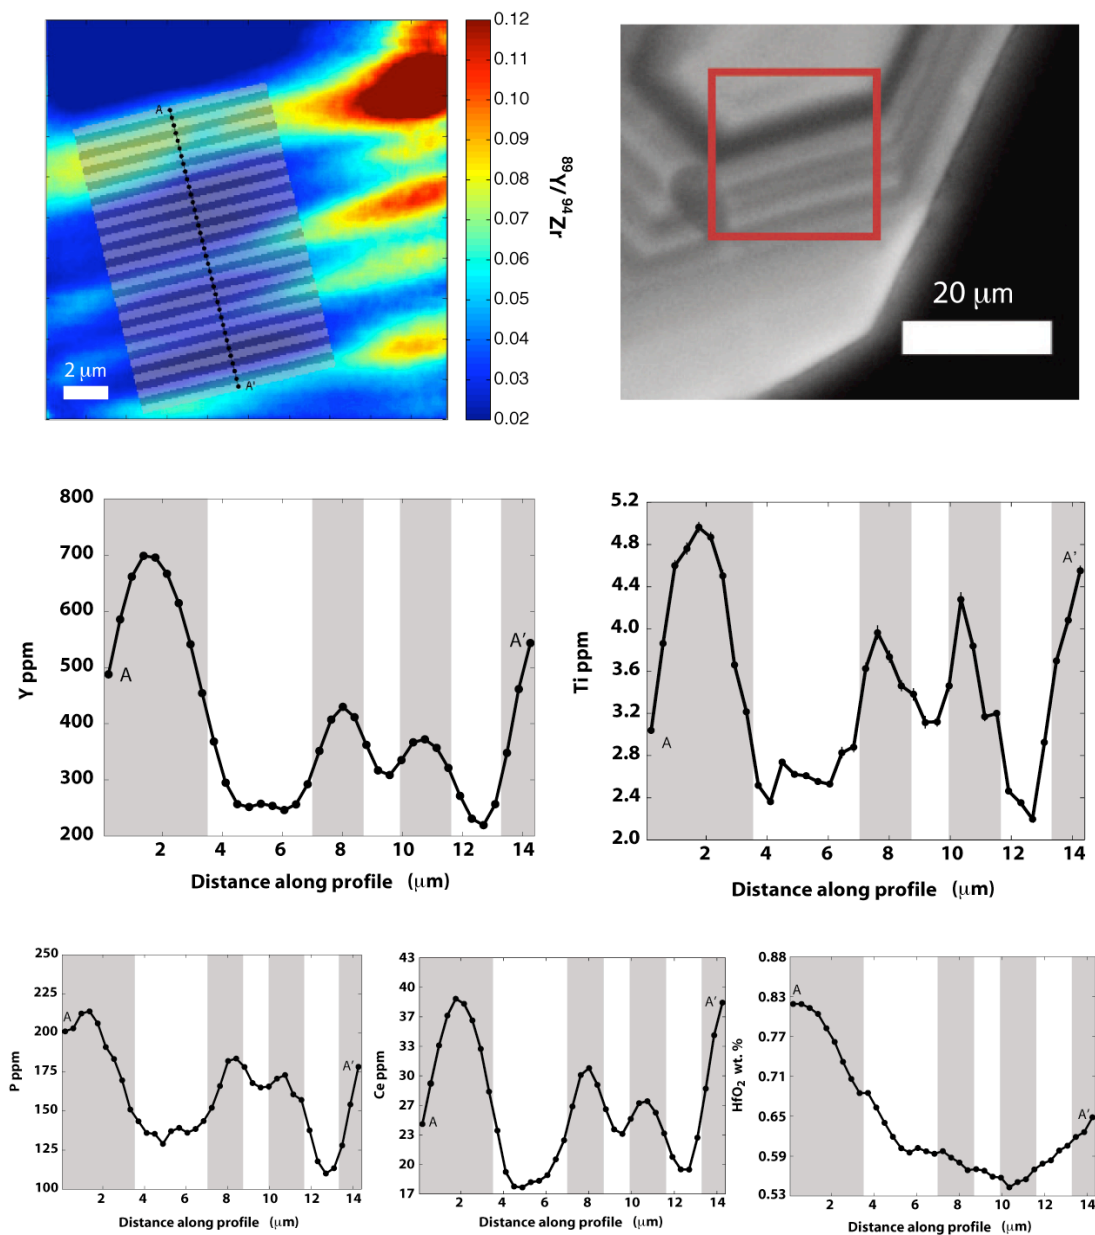 0.12
0.11
0.10
0.09
0.08
0.07
0.06
0.05
0.04
0.03
0.02
89Y/94Zr
A
A'
2 μm
20 μm
800
700
600
500
400
300
200
Y ppm
A
A'
2 4 6 8 10 12 14
Distance along profile (μm)
5.2
4.8
4.4
4.0
3.6
3.2
2.8
2.4
2.0
Ti ppm
A
A'
2 4 6 8 10 12 14
Distance along profile (μm)
250
225
200
175
150
125
100
P ppm
A
A'
2 4 6 8 10 12 14
Distance along profile (μm)
43
40
37
33
30
27
23
20
17
Ce ppm
A
A'
2 4 6 8 10 12 14
Distance along profile (μm)
0.88
0.83
0.77
0.71
0.65
0.59
0.53
HfO2 wt. %
A
A'
2 4 6 8 10 12 14
Distance along profile (μm)